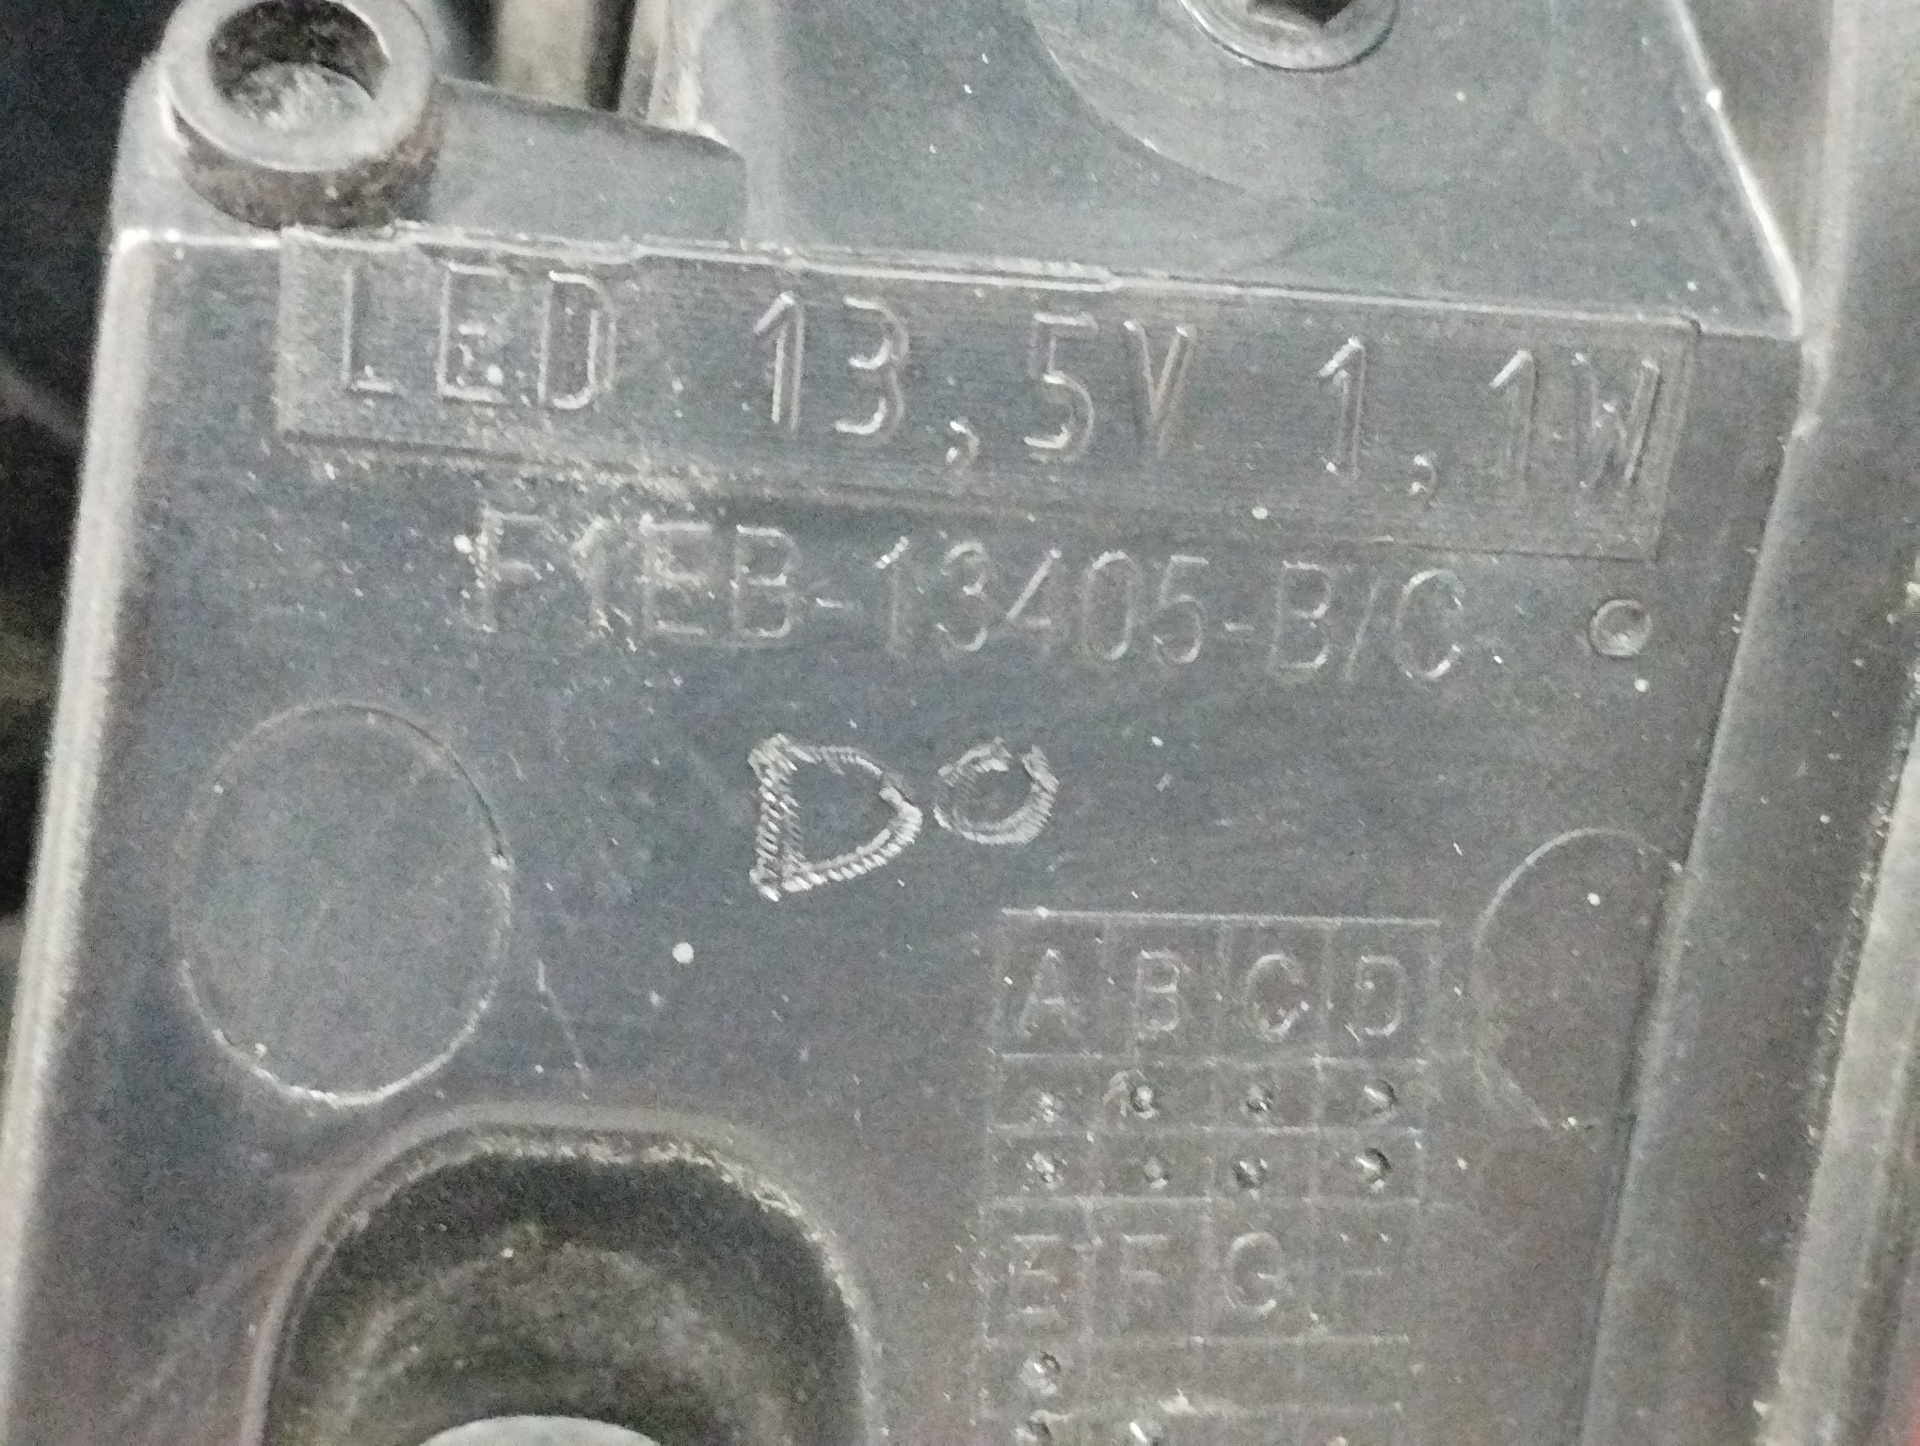 LED 13,5V 1,1W
F1EB-13405-B/C
DO
A B C D
E F G H